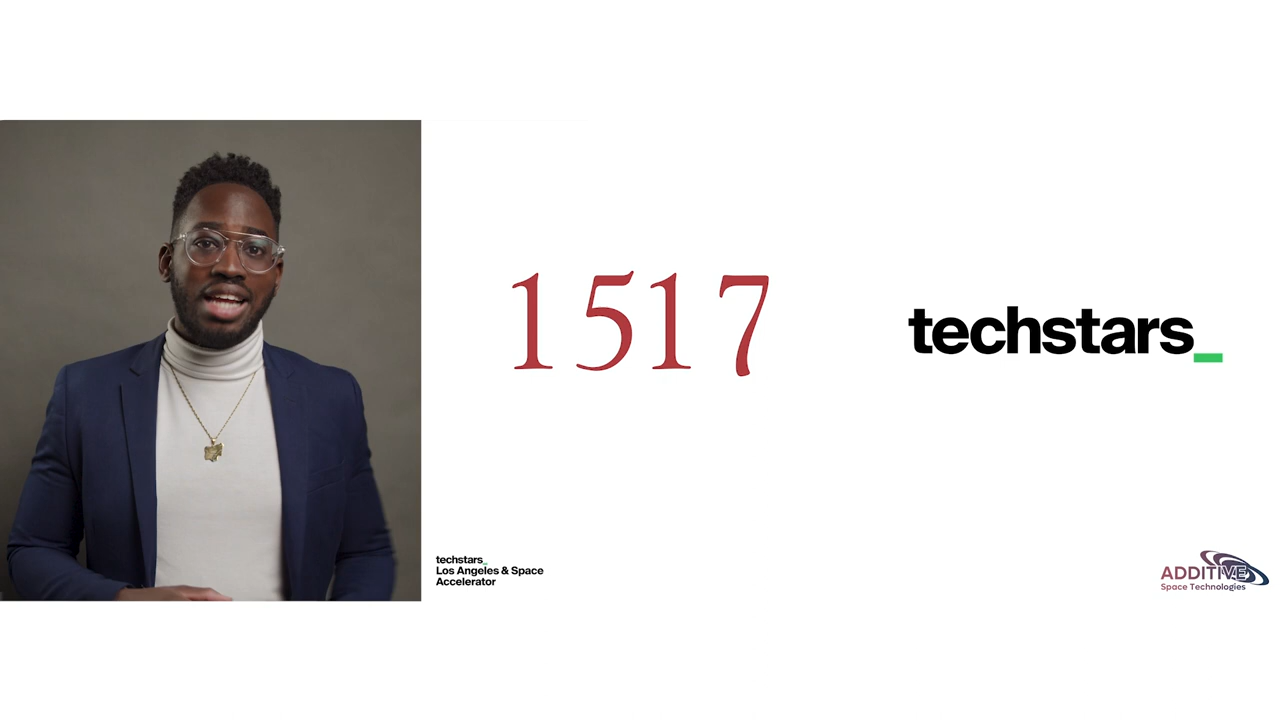 1517
techstars_
techstars_
Los Angeles & Space
Accelerator
ADDITIVE
Space Technologies